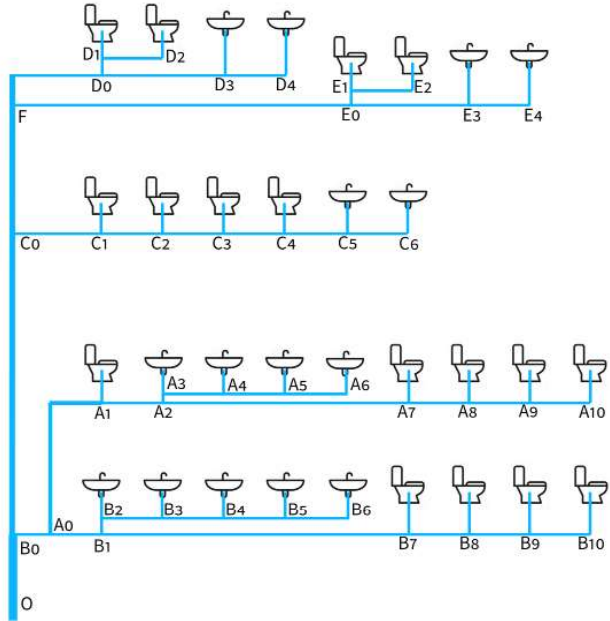 D1 D2
D0 D3 D4
E1 E2
F E0 E3 E4
C0 C1 C2 C3 C4 C5 C6
A3 A4 A5 A6
A1 A2 A7 A8 A9 A10
B2 B3 B4 B5 B6
A0
B0 B1 B7 B8 B9 B10
O